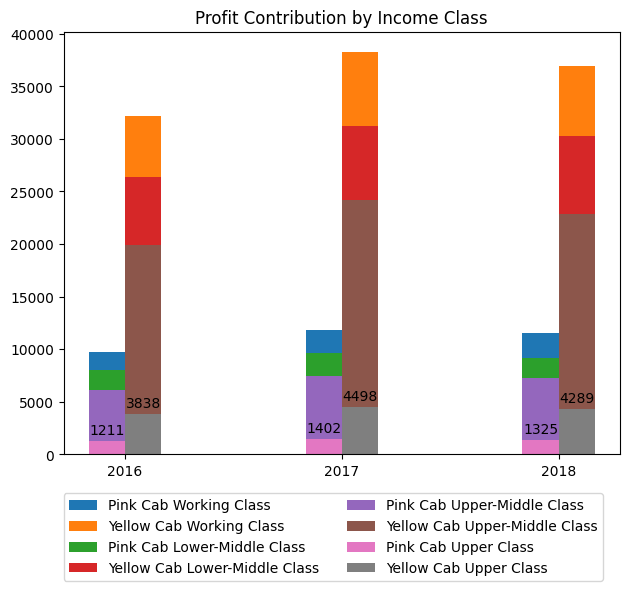 Profit Contribution by Income Class
40000
35000
30000
25000
20000
15000
10000
5000
0
1211
3838
1402
4498
1325
4289
2016
2017
2018
Pink Cab Working Class
Yellow Cab Working Class
Pink Cab Lower-Middle Class
Yellow Cab Lower-Middle Class
Pink Cab Upper-Middle Class
Yellow Cab Upper-Middle Class
Pink Cab Upper Class
Yellow Cab Upper Class